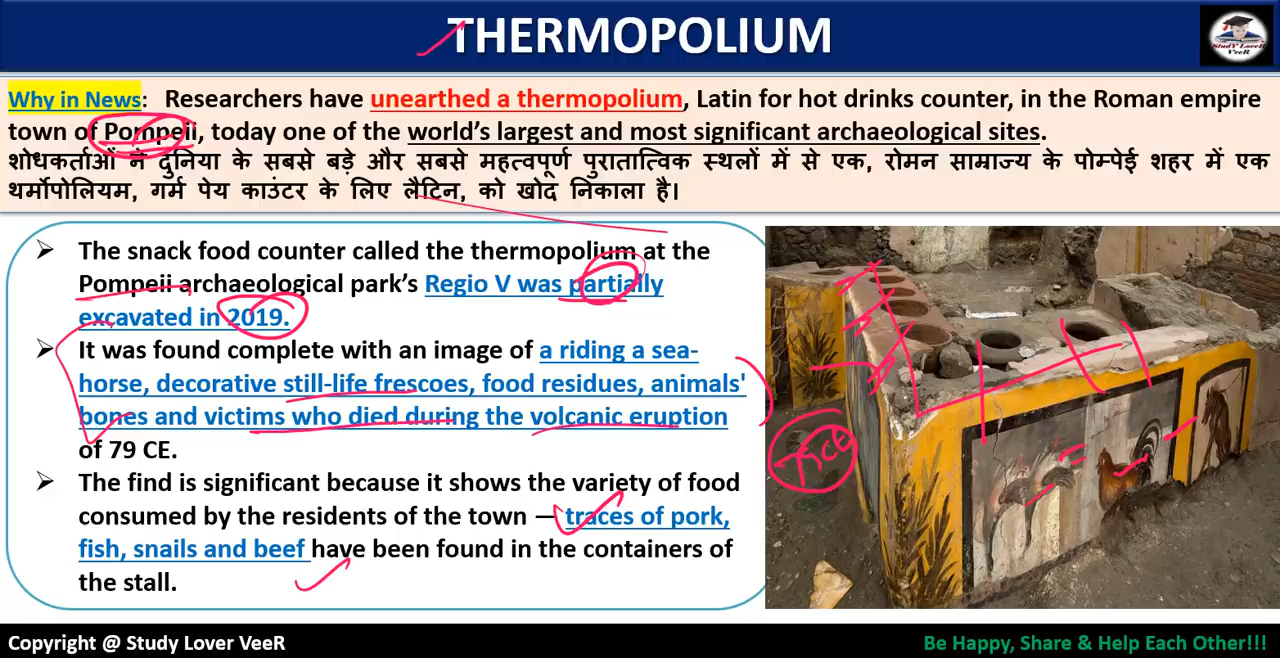 THERMOPOLIUM
StudY LoveR
VeeR
Why in News: Researchers have unearthed a thermopolium, Latin for hot drinks counter, in the Roman empire
town of Pompeii, today one of the world's largest and most significant archaeological sites.
शोधकर्ताओं ने दुनिया के सबसे बड़े और सबसे महत्वपूर्ण पुरातात्विक स्थलों में से एक, रोमन साम्राज्य के पोम्पेई शहर में एक
थर्मोपोलियम, गर्म पेय काउंटर के लिए लैटिन, को खोद निकाला है।
➢ The snack food counter called the thermopolium at the
Pompeii archaeological park's Regio V was partially
excavated in 2019.
➢ It was found complete with an image of a riding a sea-
horse, decorative still-life frescoes, food residues, animals'
bones and victims who died during the volcanic eruption
of 79 CE.
➢ The find is significant because it shows the variety of food
consumed by the residents of the town — traces of pork,
fish, snails and beef have been found in the containers of
the stall.
79CE
Copyright @ Study Lover VeeR
Be Happy, Share & Help Each Other!!!